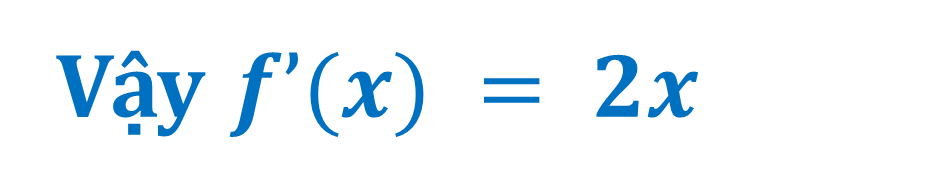 Vậy f’(x) = 2x